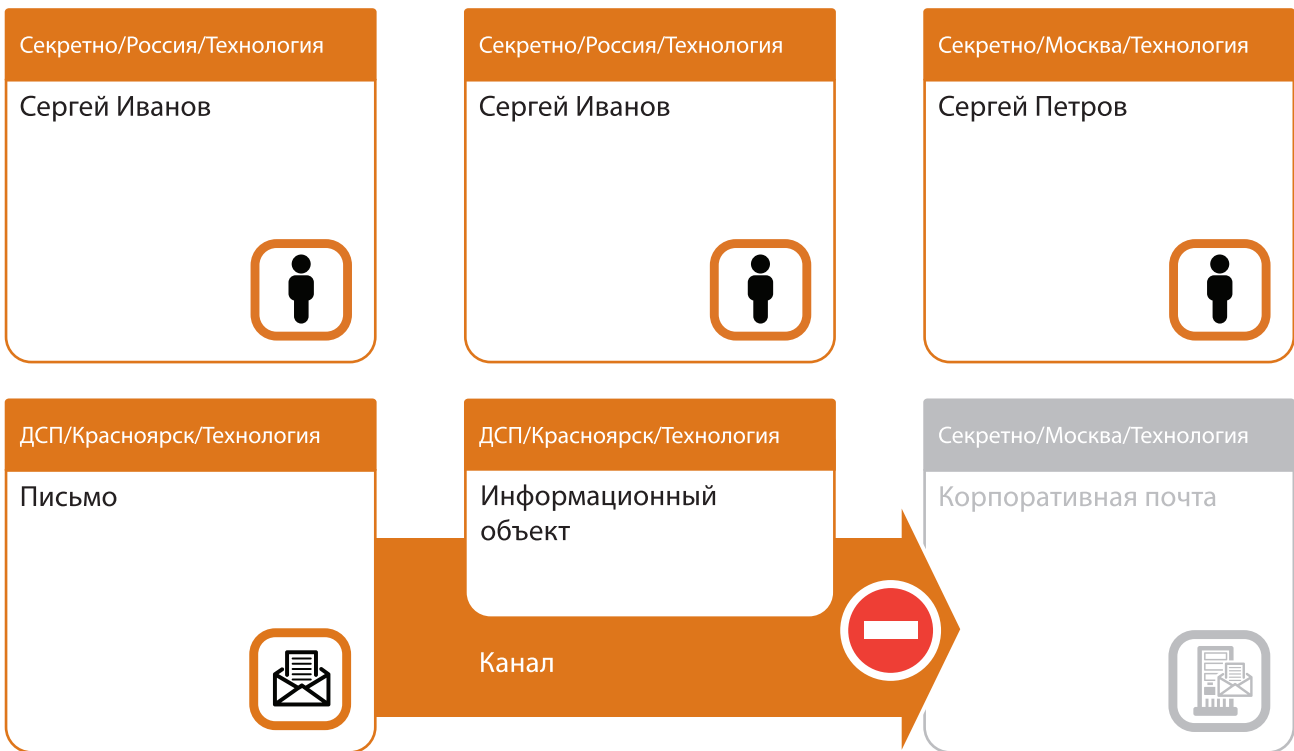 Секретно/Россия/Технология
Сергей Иванов
Секретно/Россия/Технология
Сергей Иванов
Секретно/Москва/Технология
Сергей Петров
ДСП/Красноярск/Технология
Письмо
ДСП/Красноярск/Технология
Информационный
объект
Канал
Секретно/Москва/Технология
Корпоративная почта